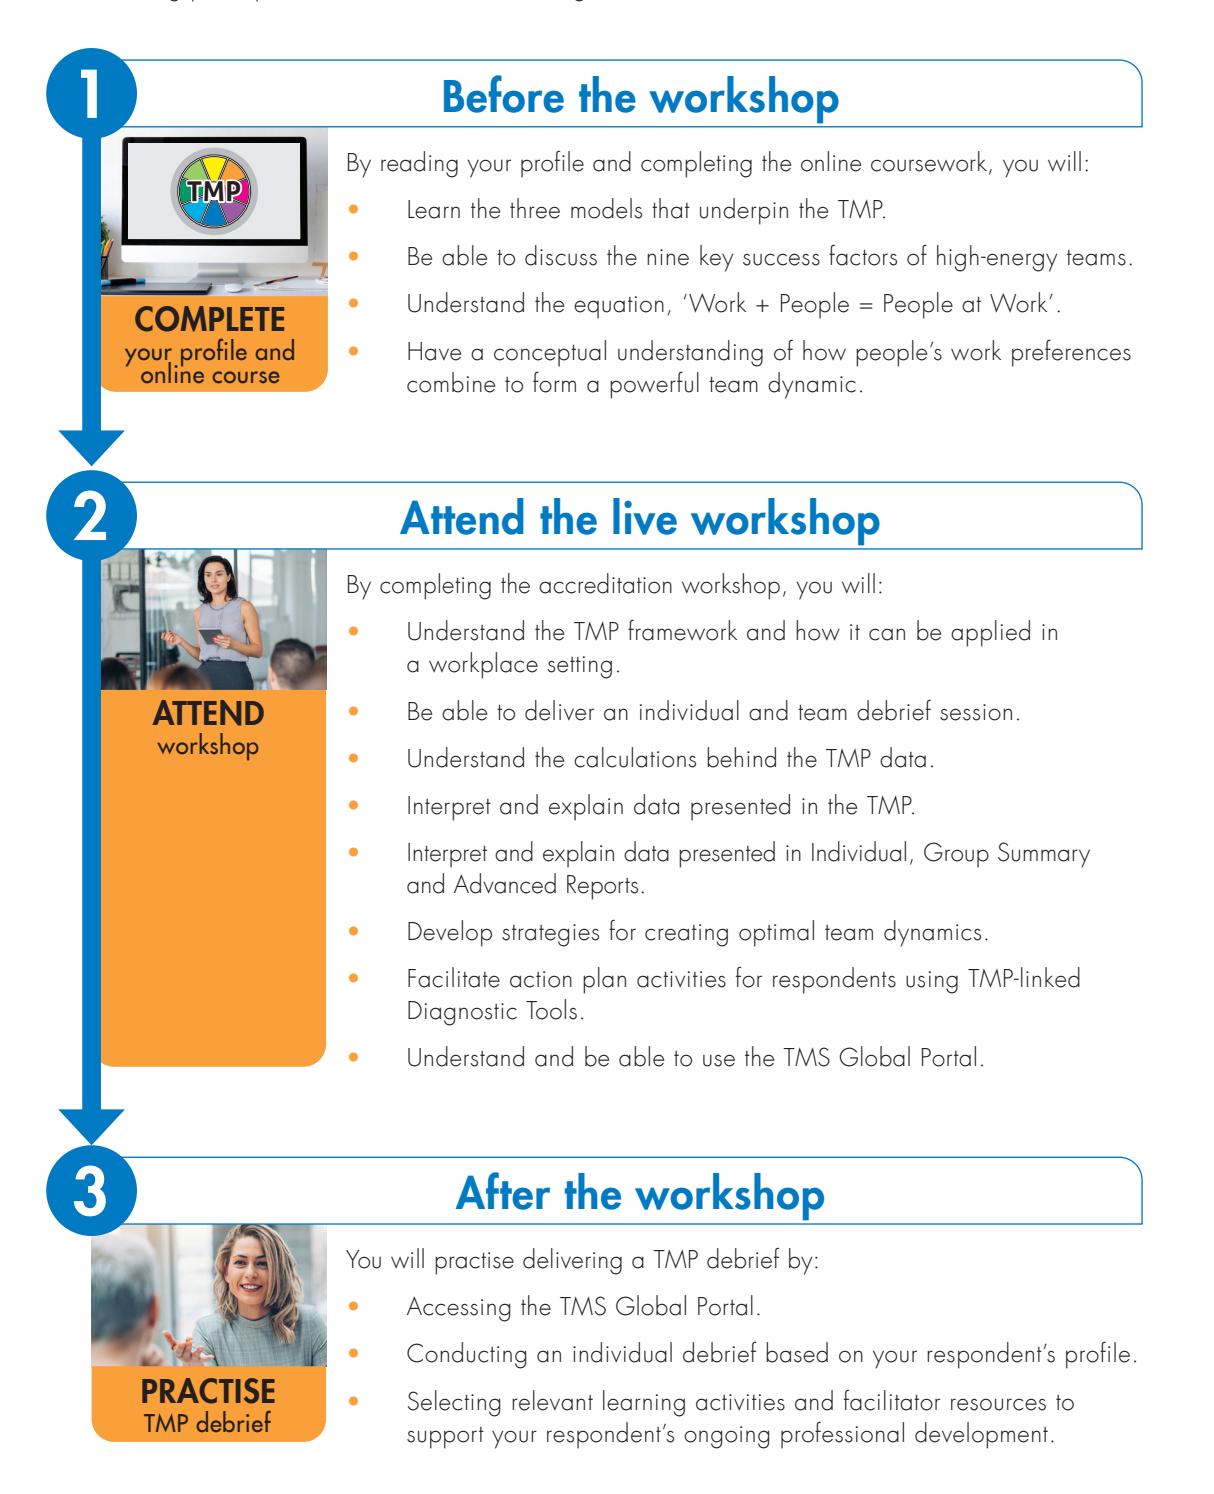 1
Before the workshop
TMP
COMPLETE
your profile and
online course
By reading your profile and completing the online coursework, you will:
• Learn the three models that underpin the TMP.
• Be able to discuss the nine key success factors of high-energy teams.
• Understand the equation, ‘Work + People = People at Work’.
• Have a conceptual understanding of how people’s work preferences
combine to form a powerful team dynamic.
2
Attend the live workshop
ATTEND
workshop
By completing the accreditation workshop, you will:
• Understand the TMP framework and how it can be applied in
a workplace setting.
• Be able to deliver an individual and team debrief session.
• Understand the calculations behind the TMP data.
• Interpret and explain data presented in the TMP.
• Interpret and explain data presented in Individual, Group Summary
and Advanced Reports.
• Develop strategies for creating optimal team dynamics.
• Facilitate action plan activities for respondents using TMP-linked
Diagnostic Tools.
• Understand and be able to use the TMS Global Portal.
3
After the workshop
PRACTISE
TMP debrief
You will practise delivering a TMP debrief by:
• Accessing the TMS Global Portal.
• Conducting an individual debrief based on your respondent’s profile.
• Selecting relevant learning activities and facilitator resources to
support your respondent’s ongoing professional development.